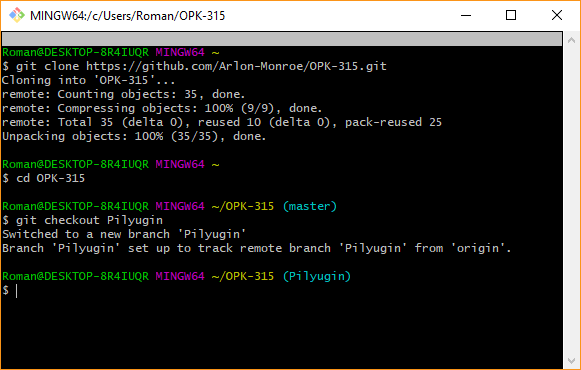 MINGW64:/c/Users/Roman/OPK-315
Roman@DESKTOP-8R4IUQR MINGW64 ~
$ git clone https://github.com/Arlon-Monroe/OPK-315.git
Cloning into 'OPK-315'...
remote: Counting objects: 35, done.
remote: Compressing objects: 100% (9/9), done.
remote: Total 35 (delta 0), reused 10 (delta 0), pack-reused 25
Unpacking objects: 100% (35/35), done.
Roman@DESKTOP-8R4IUQR MINGW64 ~
$ cd OPK-315
Roman@DESKTOP-8R4IUQR MINGW64 ~/OPK-315 (master)
$ git checkout Pilyugin
Switched to a new branch 'Pilyugin'
Branch 'Pilyugin' set up to track remote branch 'Pilyugin' from 'origin'.
Roman@DESKTOP-8R4IUQR MINGW64 ~/OPK-315 (Pilyugin)
$